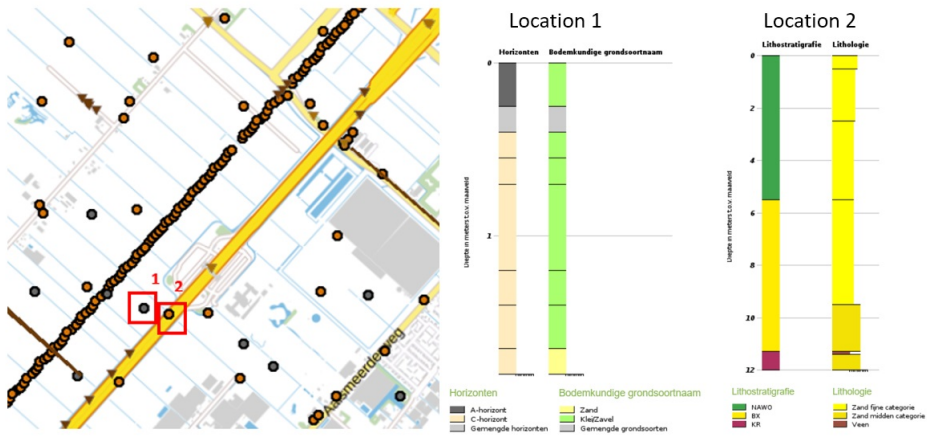 Location 1
Location 2
Horizonten Bodemkundige grondsoortnaam
Lithostratigrafie Lithologie
0
1
Diepte in meters t.o.v. maaiveld
0
2
4
6
8
10
12
Diepte in meters t.o.v. maaiveld
1
2
Aalsmeerderweg
Horizonten
A-horizont
C-horizont
Gemengde horizonten
Bodemkundige grondsoortnaam
Zand
Klei/Zavel
Gemengde grondsoorten
Lithostratigrafie
NAWO
BX
KR
Lithologie
Zand fijne categorie
Zand midden categorie
Veen